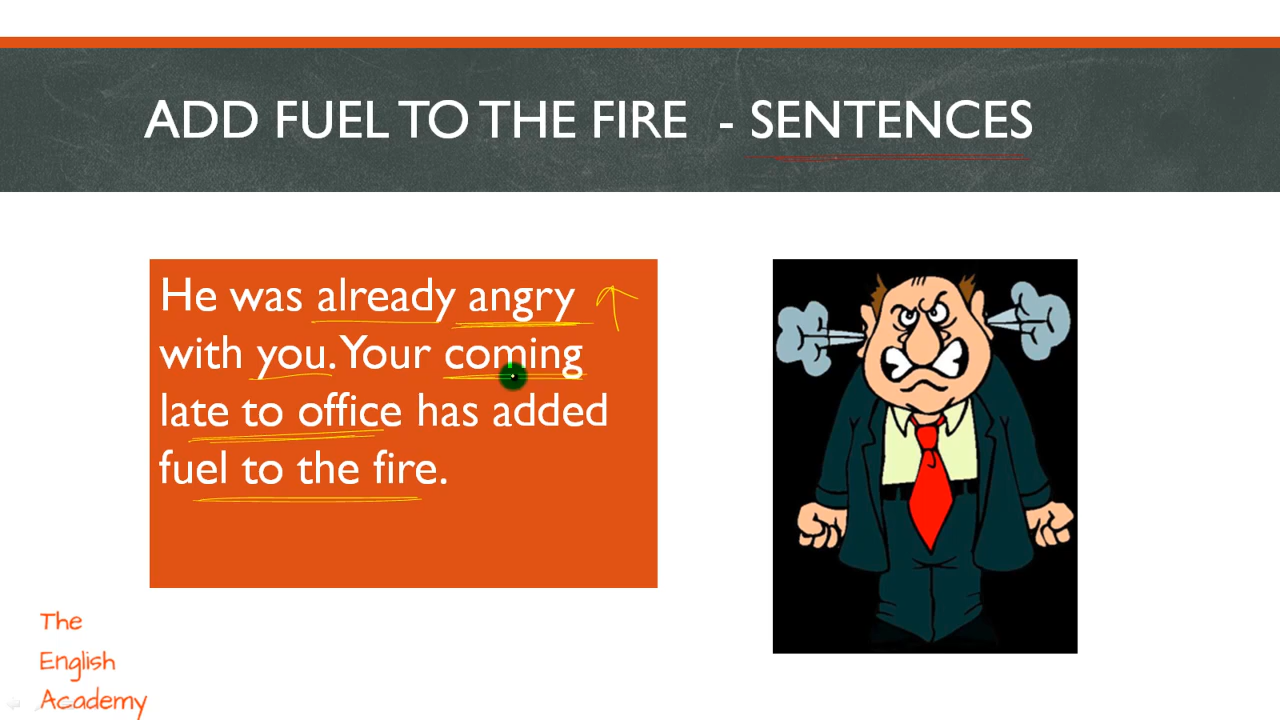 ADD FUEL TO THE FIRE - SENTENCES
He was already angry
with you. Your coming
late to office has added
fuel to the fire.
The
English
Academy